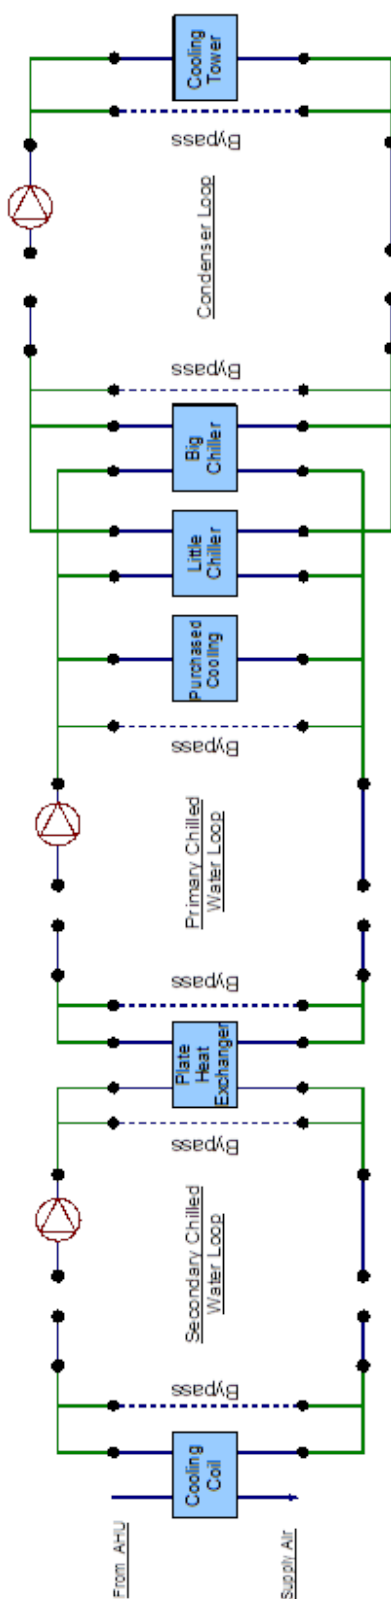 Cooling
Tower
Bypass
Condenser Loop
Bypass
Big
Chiller
Little
Chiller
Purchased
Cooling
Bypass
Primary Chilled
Water Loop
Bypass
Plate
Heat
Exchanger
Bypass
Secondary Chilled
Water Loop
Bypass
Cooling
Coil
From AHU
Supply Air